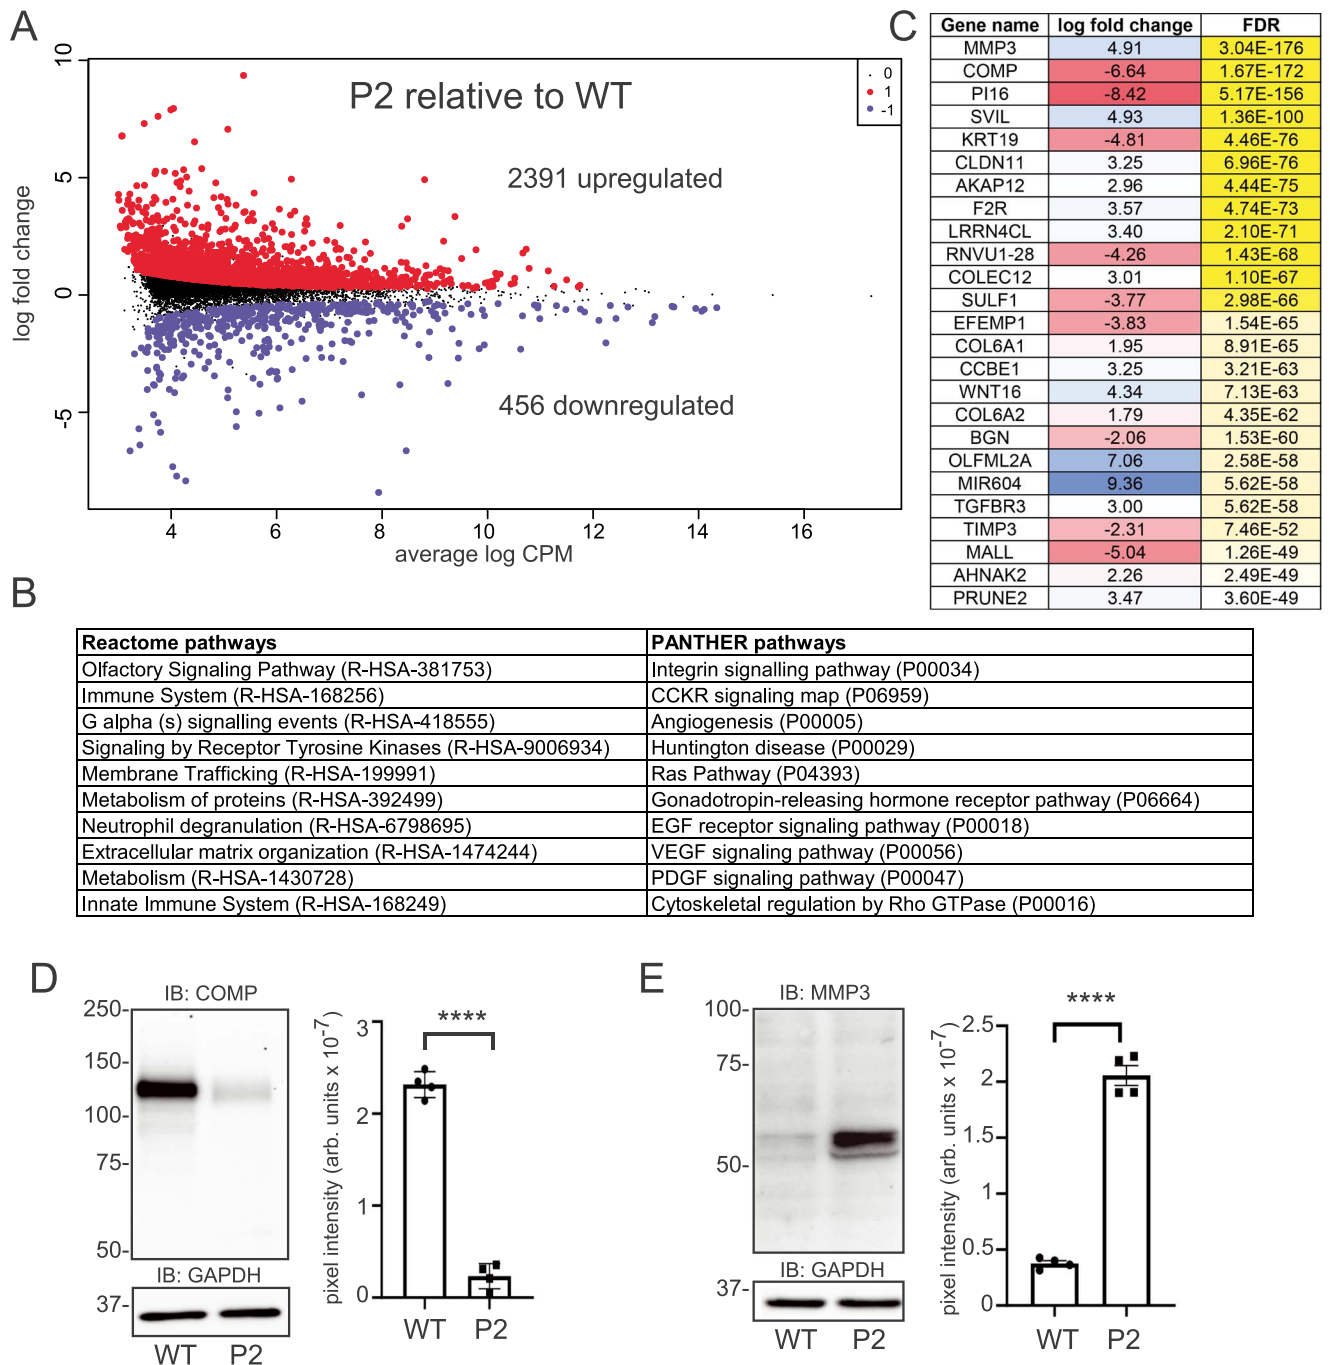 A
10
5
0
-5
log fold change
P2 relative to WT
0
1
-1
2391 upregulated
456 downregulated
4 6 8 10 12 14 16
average log CPM
C
Gene name log fold change FDR
MMP3 4.91 3.04E-176
COMP -6.64 1.67E-172
PI16 -8.42 5.17E-156
SVIL 4.93 1.36E-100
KRT19 -4.81 4.46E-76
CLDN11 3.25 6.96E-76
AKAP12 2.96 4.44E-75
F2R 3.57 4.74E-73
LRRN4CL 3.40 2.10E-71
RNVU1-28 -4.26 1.43E-68
COLEC12 3.01 1.10E-67
SULF1 -3.77 2.98E-66
EFEMP1 -3.83 1.54E-65
COL6A1 1.95 8.91E-65
CCBE1 3.25 3.21E-63
WNT16 4.34 7.13E-63
COL6A2 1.79 4.35E-62
BGN -2.06 1.53E-60
OLFML2A 7.06 2.58E-58
MIR604 9.36 5.62E-58
TGFBR3 3.00 5.62E-58
TIMP3 -2.31 7.46E-52
MALL -5.04 1.26E-49
AHNAK2 2.26 2.49E-49
PRUNE2 3.47 3.60E-49
B
Reactome pathways PANTHER pathways
Olfactory Signaling Pathway (R-HSA-381753) Integrin signalling pathway (P00034)
Immune System (R-HSA-168256) CCKR signaling map (P06959)
G alpha (s) signalling events (R-HSA-418555) Angiogenesis (P00005)
Signaling by Receptor Tyrosine Kinases (R-HSA-9006934) Huntington disease (P00029)
Membrane Trafficking (R-HSA-199991) Ras Pathway (P04393)
Metabolism of proteins (R-HSA-392499) Gonadotropin-releasing hormone receptor pathway (P06664)
Neutrophil degranulation (R-HSA-6798695) EGF receptor signaling pathway (P00018)
Extracellular matrix organization (R-HSA-1474244) VEGF signaling pathway (P00056)
Metabolism (R-HSA-1430728) PDGF signaling pathway (P00047)
Innate Immune System (R-HSA-168249) Cytoskeletal regulation by Rho GTPase (P00016)
D
IB: COMP
250-
150-
100-
75-
50-
IB: GAPDH
37-
WT P2
pixel intensity (arb. units x 10-7)
3
2
1
0
****
WT P2
E
IB: MMP3
100-
75-
50-
IB: GAPDH
37-
WT P2
pixel intensity (arb. units x 10-7)
2.5
2
1.5
1
0.5
0
****
WT P2